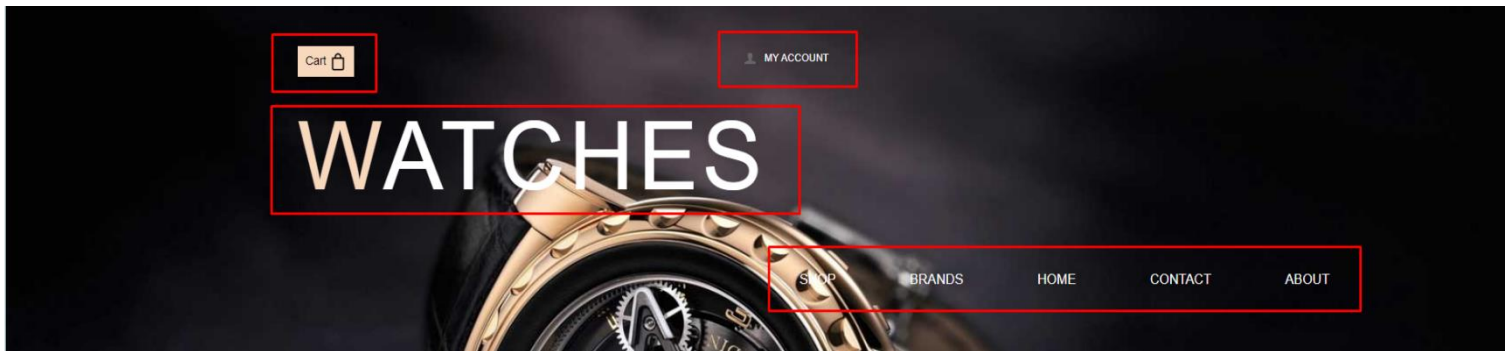 Cart
MY ACCOUNT
WATCHES
SHOP
BRANDS
HOME
CONTACT
ABOUT